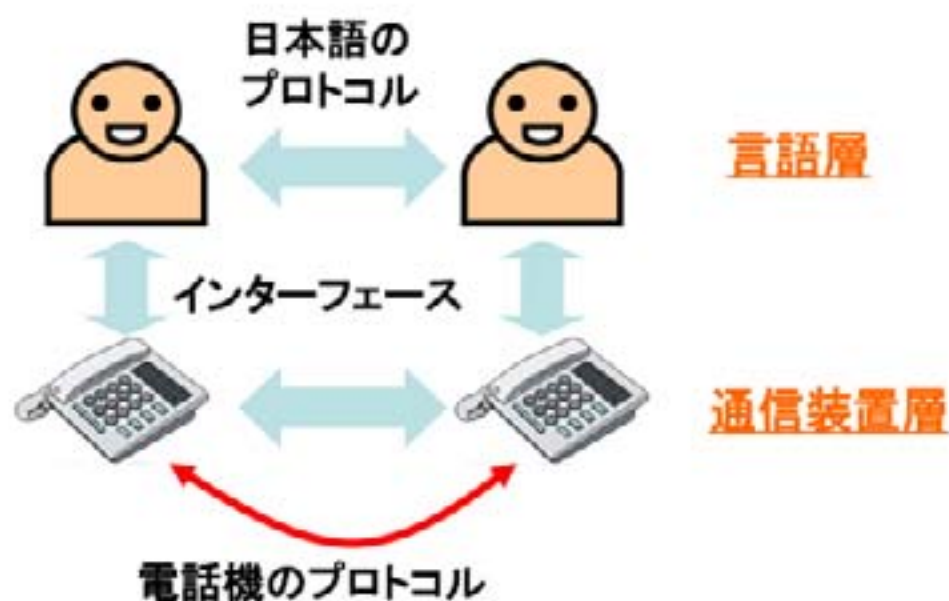 日本語の
プロトコル
言語層
インターフェース
通信装置層
電話機のプロトコル